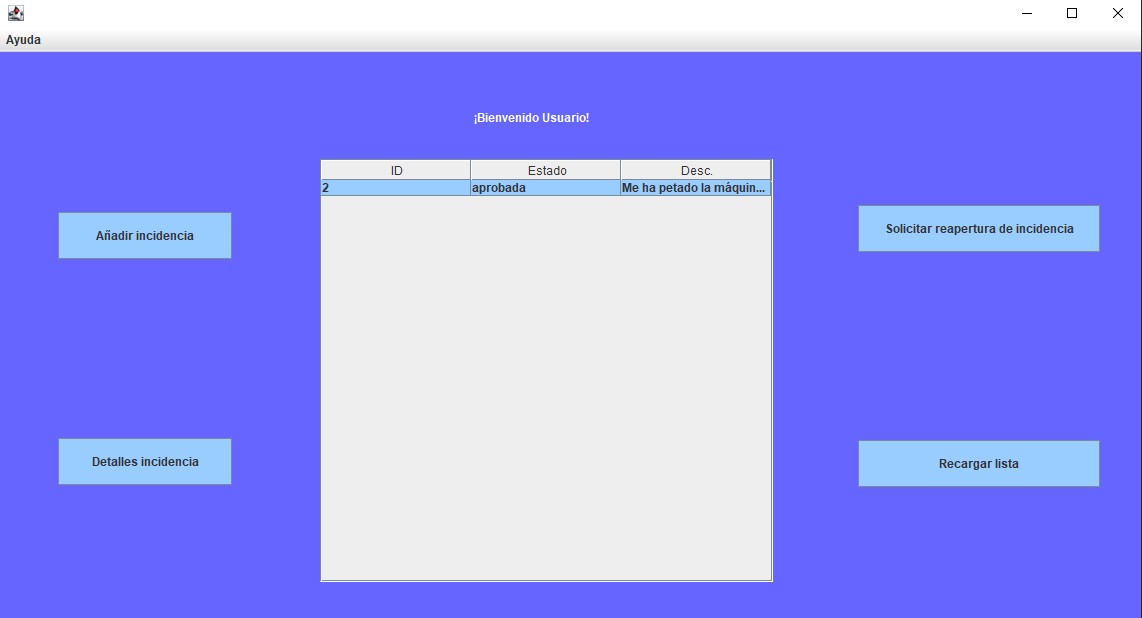 Ayuda
¡Bienvenido Usuario!
ID Estado Desc.
2 aprobada Me ha petado la máquin...
Añadir incidencia
Solicitar reapertura de incidencia
Detalles incidencia
Recargar lista